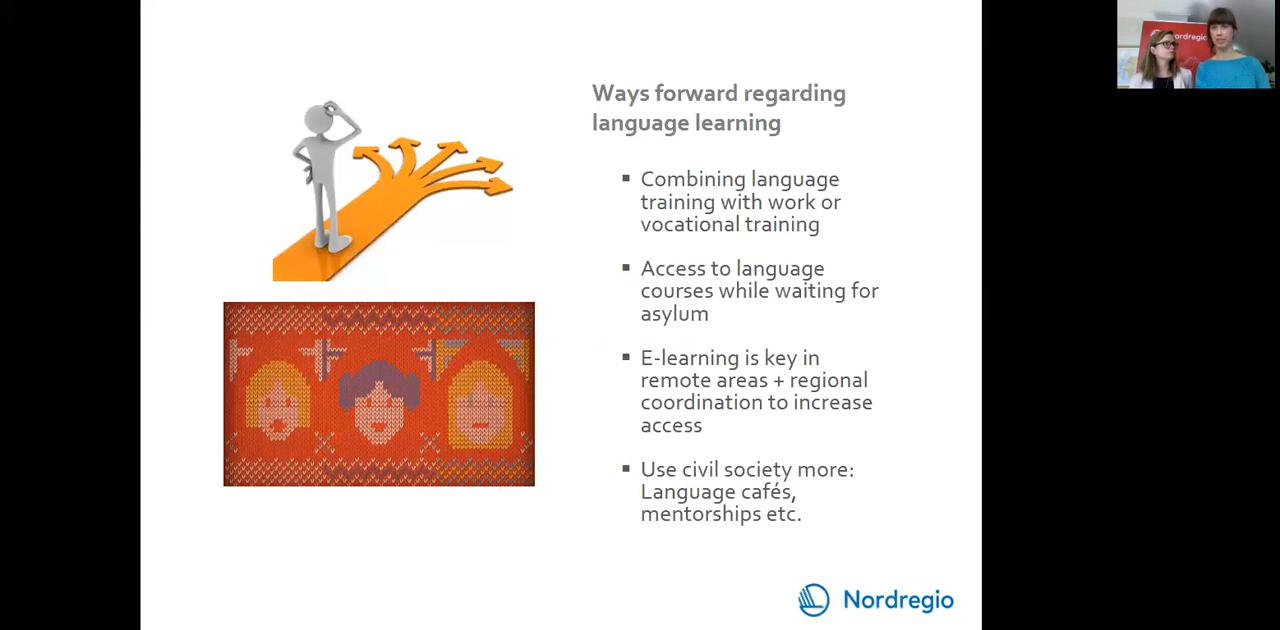 Nordregio
Ways forward regarding
language learning
▪ Combining language
training with work or
vocational training
▪ Access to language
courses while waiting for
asylum
▪ E-learning is key in
remote areas + regional
coordination to increase
access
▪ Use civil society more:
Language cafés,
mentorships etc.
Nordregio